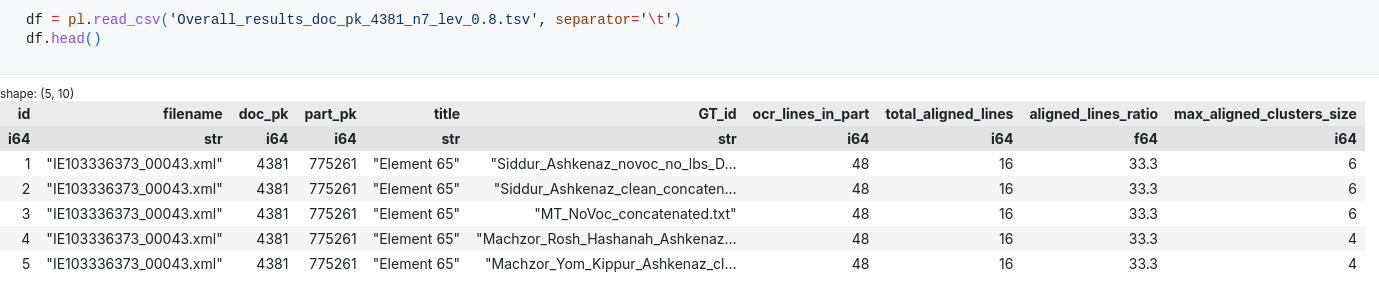 df = pl.read_csv('Overall_results_doc_pk_4381_n7_lev_0.8.tsv', separator='\t')
df.head()
shape: (5, 10)
id filename doc_pk part_pk title GT_id ocr_lines_in_part total_aligned_lines aligned_lines_ratio max_aligned_clusters_size
i64 str i64 i64 str str i64 i64 f64 i64
1 "IE103336373_00043.xml" 4381 775261 "Element 65" "Siddur_Ashkenaz_novoc_no_lbs_D… 48 16 33.3 6
2 "IE103336373_00043.xml" 4381 775261 "Element 65" "Siddur_Ashkenaz_clean_concaten… 48 16 33.3 6
3 "IE103336373_00043.xml" 4381 775261 "Element 65" "MT_NoVoc_concatenated.txt" 48 16 33.3 6
4 "IE103336373_00043.xml" 4381 775261 "Element 65" "Machzor_Rosh_Hashanah_Ashkenaz… 48 16 33.3 4
5 "IE103336373_00043.xml" 4381 775261 "Element 65" "Machzor_Yom_Kippur_Ashkenaz_cl… 48 16 33.3 4